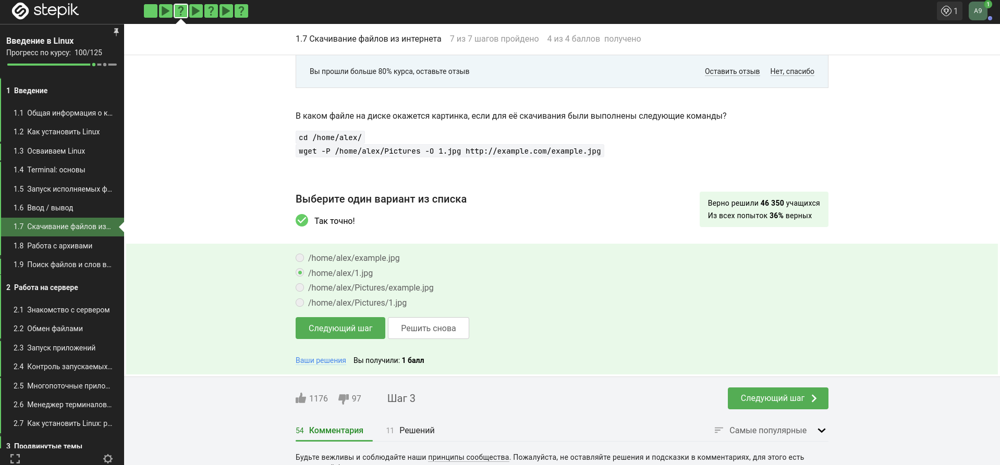 stepik
? ? ?
1
A9
1
Введение в Linux
Прогресс по курсу: 100/125
1 Введение
1.1 Общая информация о к...
1.2 Как установить Linux
1.3 Осваиваем Linux
1.4 Terminal: основы
1.5 Запуск исполняемых ф...
1.6 Ввод / вывод
1.7 Скачивание файлов из...
1.8 Работа с архивами
1.9 Поиск файлов и слов в...
2 Работа на сервере
2.1 Знакомство с сервером
2.2 Обмен файлами
2.3 Запуск приложений
2.4 Контроль запускаемых...
2.5 Многопоточные прило...
2.6 Менеджер терминалов...
2.7 Как установить Linux: р...
3 Продвинутые темы
1.7 Скачивание файлов из интернета 7 из 7 шагов пройдено 4 из 4 баллов получено
Вы прошли больше 80% курса, оставьте отзыв Оставить отзыв Нет, спасибо
В каком файле на диске окажется картинка, если для её скачивания были выполнены следующие команды?
cd /home/alex/
wget -P /home/alex/Pictures -O 1.jpg http://example.com/example.jpg
Выберите один вариант из списка
Так точно!
Верно решили 46 350 учащихся
Из всех попыток 36% верных
/home/alex/example.jpg
/home/alex/1.jpg
/home/alex/Pictures/example.jpg
/home/alex/Pictures/1.jpg
Следующий шаг Решить снова
Ваши решения Вы получили: 1 балл
1176 97 Шаг 3 Следующий шаг
54 Комментария 11 Решений Самые популярные
Будьте вежливы и соблюдайте наши принципы сообщества. Пожалуйста, не оставляйте решения и подсказки в комментариях, для этого есть